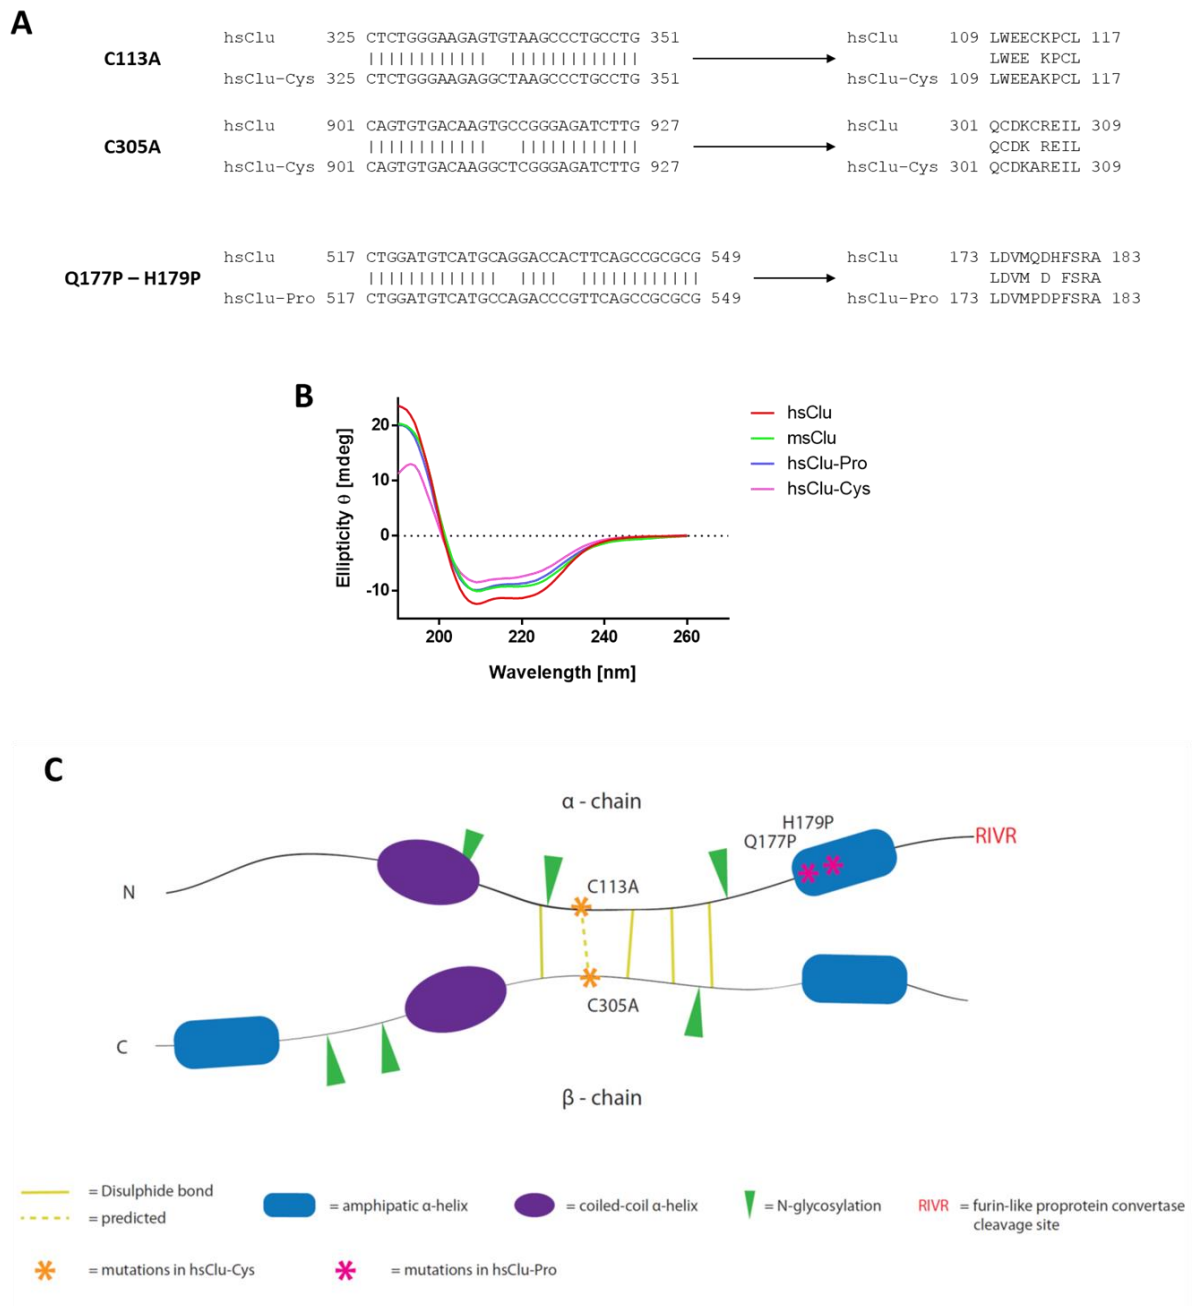 A
hsClu 325 CTCTGGGAAGAGTGTAAGCCCTGCCTG 351 hsClu 109 LWEECKPCL 117
C113A LWEE KPCL
hsClu-Cys 325 CTCTGGGAAGAGGCTAAGCCCTGCCTG 351 hsClu-Cys 109 LWEEAKPCL 117
hsClu 901 CAGTGTGACAAGTGCCGGGAGATCTTG 927 hsClu 301 QCDKCREIL 309
C305A QCDK REIL
hsClu-Cys 901 CAGTGTGACAAGGCTCGGGAGATCTTG 927 hsClu-Cys 301 QCDKAREIL 309
hsClu 517 CTGGATGTCATGCAGGACCACTTCAGCCGCGCG 549 hsClu 173 LDVMQDHFSRA 183
Q177P – H179P LDVM D FSRA
hsClu-Pro 517 CTGGATGTCATGCCAGACCCGTTCAGCCGCGCG 549 hsClu-Pro 173 LDVMPDPFSRA 183
B
Ellipticity θ [mdeg]
20
10
0
-10
200 220 240 260
Wavelength [nm]
hsClu
msClu
hsClu-Pro
hsClu-Cys
C
α - chain
H179P
Q177P
RIVR
N
C113A
C305A
C
β - chain
= Disulphide bond
= predicted
= amphipatic α-helix
= coiled-coil α-helix
= N-glycosylation
RIVR = furin-like proprotein convertase
cleavage site
= mutations in hsClu-Cys
= mutations in hsClu-Pro